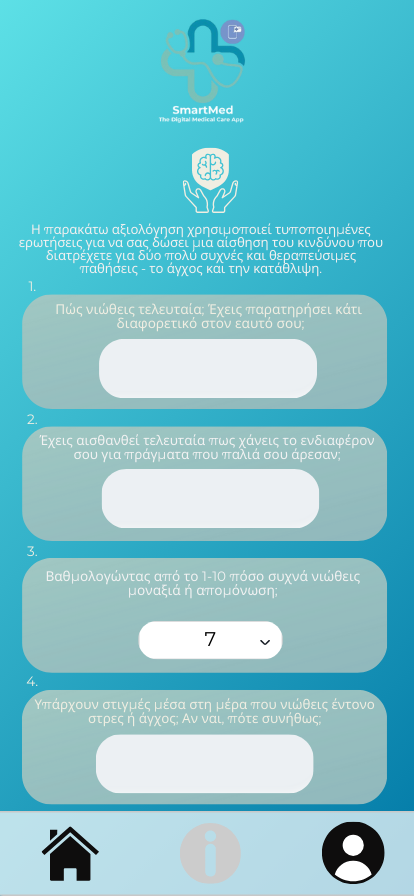 SmartMed
The Digital Medical Care App
Η παρακάτω αξιολόγηση χρησιμοποιεί τυποποιημένες
ερωτήσεις για να σας δώσει μια αίσθηση του κινδύνου που
διατρέχετε για δύο πολύ συχνές και θεραπεύσιμες
παθήσεις - το άγχος και την κατάθλιψη.
1.
Πώς νιώθεις τελευταία; Έχεις παρατηρήσει κάτι
διαφορετικό στον εαυτό σου;
2.
Έχεις αισθανθεί τελευταία πως χάνεις το ενδιαφέρον
σου για πράγματα που παλιά σου άρεσαν;
3.
Βαθμολογώντας από το 1-10 πόσο συχνά νιώθεις
μοναξιά ή απομόνωση;
7
4.
Υπάρχουν στιγμές μέσα στη μέρα που νιώθεις έντονο
στρες ή άγχος; Αν ναι, πότε συνήθως;